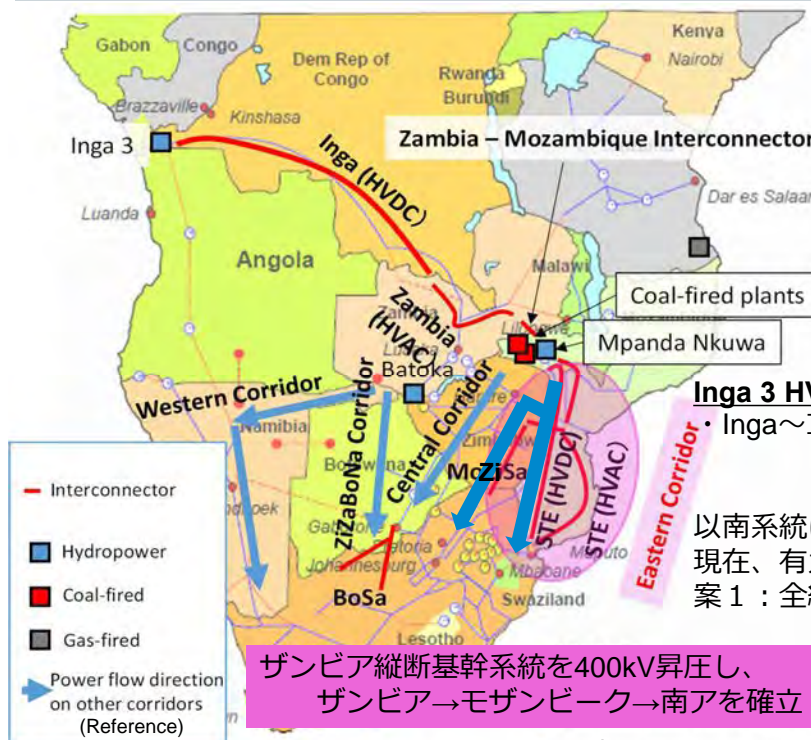 Gabon
Congo
Dem Rep of
Congo
Kenya
Nairobi
Rwanda
Burundi
Brazzaville
Kinshasa
Inga 3
Inga (HVDC)
Zambia – Mozambique Interconnector
Luanda
Dar es Salaa
Angola
Malawi
Coal-fired plants
Zambia
(HVAC)
Mpanda Nkuwa
Batoka
Western Corridor
Namibia
ZiZaBoNa Corridor
Central Corridor
MoZiSa
STE (HVDC)
STE (HVAC)
Eastern Corridor
Inga 3 HV
・Inga～
以南系統
現在、有
案１：全
Johannesburg
Mbabane
Swaziland
BoSa
Lesotho
Interconnector
Hydropower
Coal-fired
Gas-fired
Power flow direction
on other corridors
(Reference)
ザンビア縦断基幹系統を400kV昇圧し、
ザンビア→モザンビーク→南アを確立